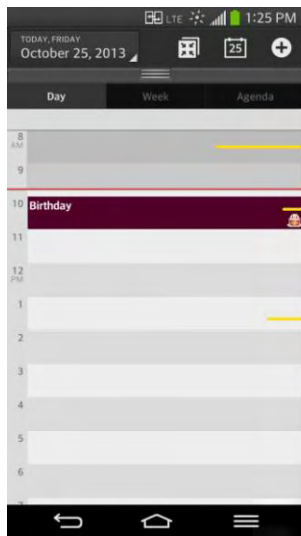 LTE 1:25 PM
TODAY, FRIDAY
October 25, 2013
25
Day Week Agenda
8
AM
9
10 Birthday
11
12
PM
1
2
3
4
5
6